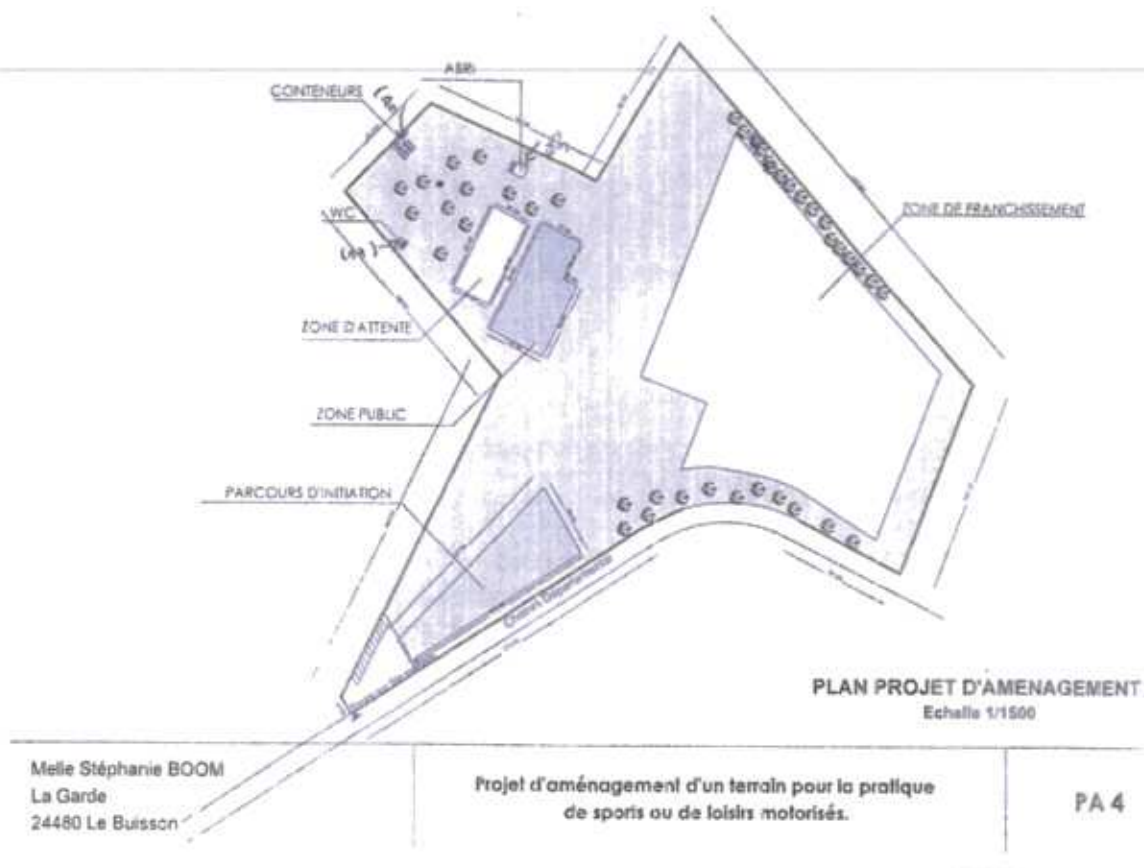 ABRI
CONTENEURS
WC
ZONE DE FRANCHISSEMENT
ZONE D'ATTENTE
ZONE PUBLIC
PARCOURS D'INITIATION
Chemin Départemental
PLAN PROJET D'AMENAGEMENT
Echelle 1/1500
Melle Stéphanie BOOM
La Garde
24480 Le Buisson
Projet d'aménagement d'un terrain pour la pratique
de sports ou de loisirs motorisés.
PA 4